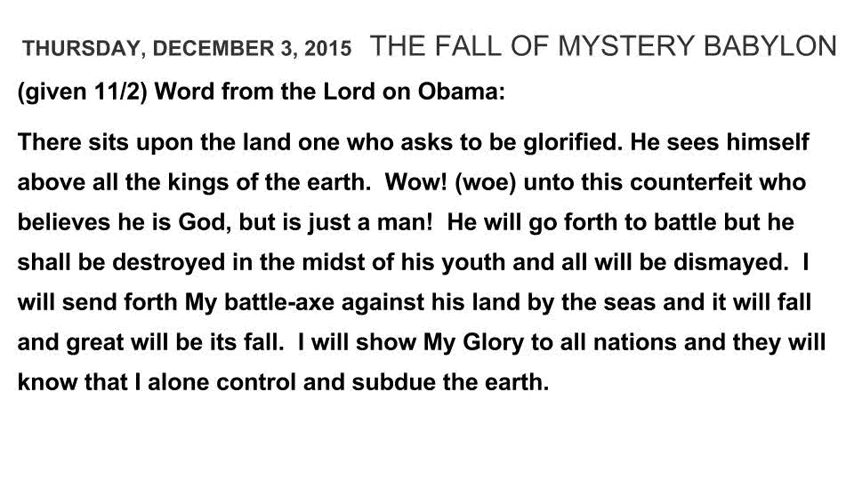 THURSDAY, DECEMBER 3, 2015 THE FALL OF MYSTERY BABYLON
(given 11/2) Word from the Lord on Obama:
There sits upon the land one who asks to be glorified. He sees himself
above all the kings of the earth. Wow! (woe) unto this counterfeit who
believes he is God, but is just a man! He will go forth to battle but he
shall be destroyed in the midst of his youth and all will be dismayed. I
will send forth My battle-axe against his land by the seas and it will fall
and great will be its fall. I will show My Glory to all nations and they will
know that I alone control and subdue the earth.